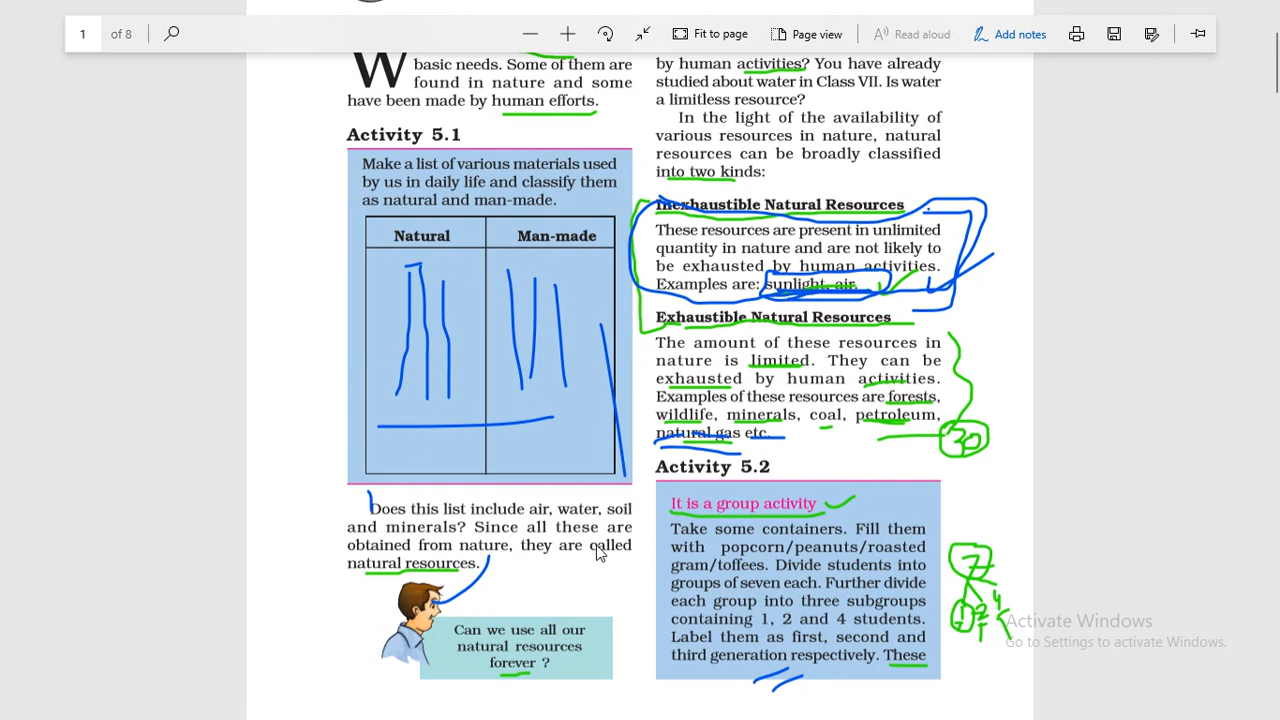 1 of 8
Fit to page
Page view
Read aloud
Add notes
W basic needs. Some of them are
found in nature and some
have been made by human efforts.
Activity 5.1
Make a list of various materials used
by us in daily life and classify them
as natural and man-made.
Natural Man-made
Does this list include air, water, soil
and minerals? Since all these are
obtained from nature, they are called
natural resources.
Can we use all our
natural resources
forever ?
by human activities? You have already
studied about water in Class VII. Is water
a limitless resource?
In the light of the availability of
various resources in nature, natural
resources can be broadly classified
into two kinds:
Inexhaustible Natural Resources
These resources are present in unlimited
quantity in nature and are not likely to
be exhausted by human activities.
Examples are: sunlight, air.
Exhaustible Natural Resources
The amount of these resources in
nature is limited. They can be
exhausted by human activities.
Examples of these resources are forests,
wildlife, minerals, coal, petroleum,
natural gas etc.
30
Activity 5.2
It is a group activity
Take some containers. Fill them
with popcorn/peanuts/roasted
gram/toffees. Divide students into
groups of seven each. Further divide
each group into three subgroups
containing 1, 2 and 4 students.
Label them as first, second and
third generation respectively. These
7
1 2 4
Activate Windows
Go to Settings to activate Windows.